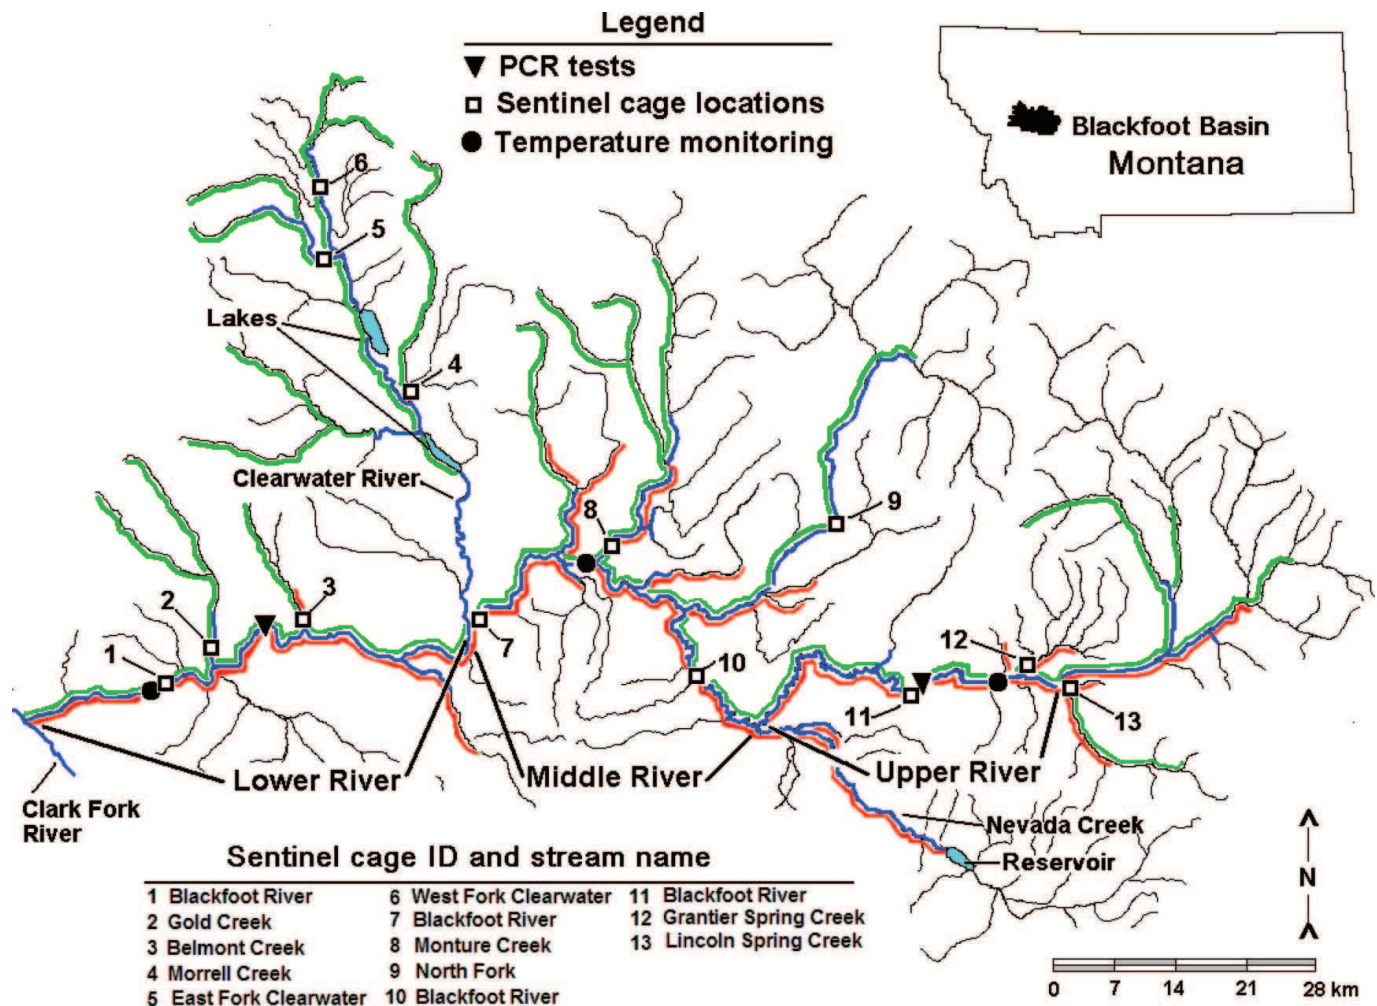 Legend
PCR tests
Sentinel cage locations
Temperature monitoring
Blackfoot Basin
Montana
6
5
Lakes
4
Clearwater River
8
9
2
3
1
7
10
12
11
13
Lower River
Middle River
Upper River
Clark Fork
River
Nevada Creek
Reservoir
N
Sentinel cage ID and stream name
1 Blackfoot River
2 Gold Creek
3 Belmont Creek
4 Morrell Creek
5 East Fork Clearwater
6 West Fork Clearwater
7 Blackfoot River
8 Monture Creek
9 North Fork
10 Blackfoot River
11 Blackfoot River
12 Grantier Spring Creek
13 Lincoln Spring Creek
0 7 14 21 28 km